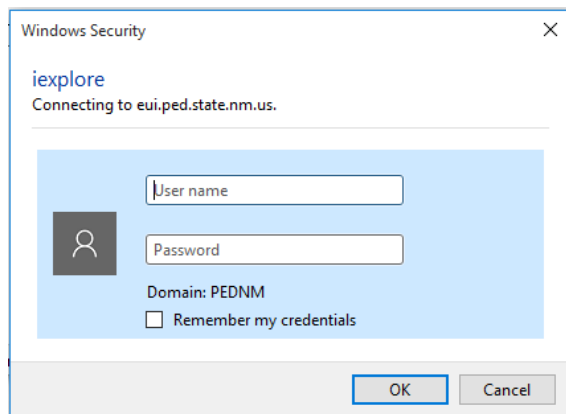 Windows Security
iexplore
Connecting to eui.ped.state.nm.us.
User name
Password
Domain: PEDNM
Remember my credentials
OK Cancel